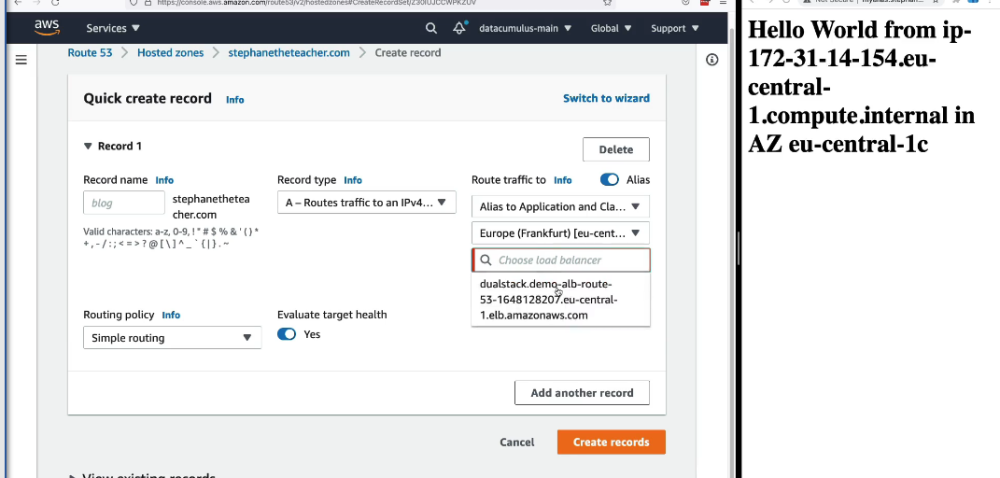 https://console.aws.amazon.com/route53/v2/hostedzones#CreateRecordSet/Z30IUJCCWPKZUV
aws
Services
datacumulus-main
Global
Support
Route 53
Hosted zones
stephanetheteacher.com
Create record
Quick create record
Info
Switch to wizard
Record 1
Delete
Record name
Info
blog
stephanethetea
cher.com
Valid characters: a-z, 0-9, ! " # $ % & ' ( ) *
+ , - / : ; < = > ? @ [ \ ] ^ _ ` { | } . ~
Record type
Info
A – Routes traffic to an IPv4...
Route traffic to
Info
Alias
Alias to Application and Cla...
Europe (Frankfurt) [eu-cent...
Choose load balancer
dualstack.demo-alb-route-
53-1648128207.eu-central-
1.elb.amazonaws.com
Routing policy
Info
Simple routing
Evaluate target health
Yes
Add another record
Cancel
Create records
View existing records
Hello World from ip-
172-31-14-154.eu-
central-
1.compute.internal in
AZ eu-central-1c